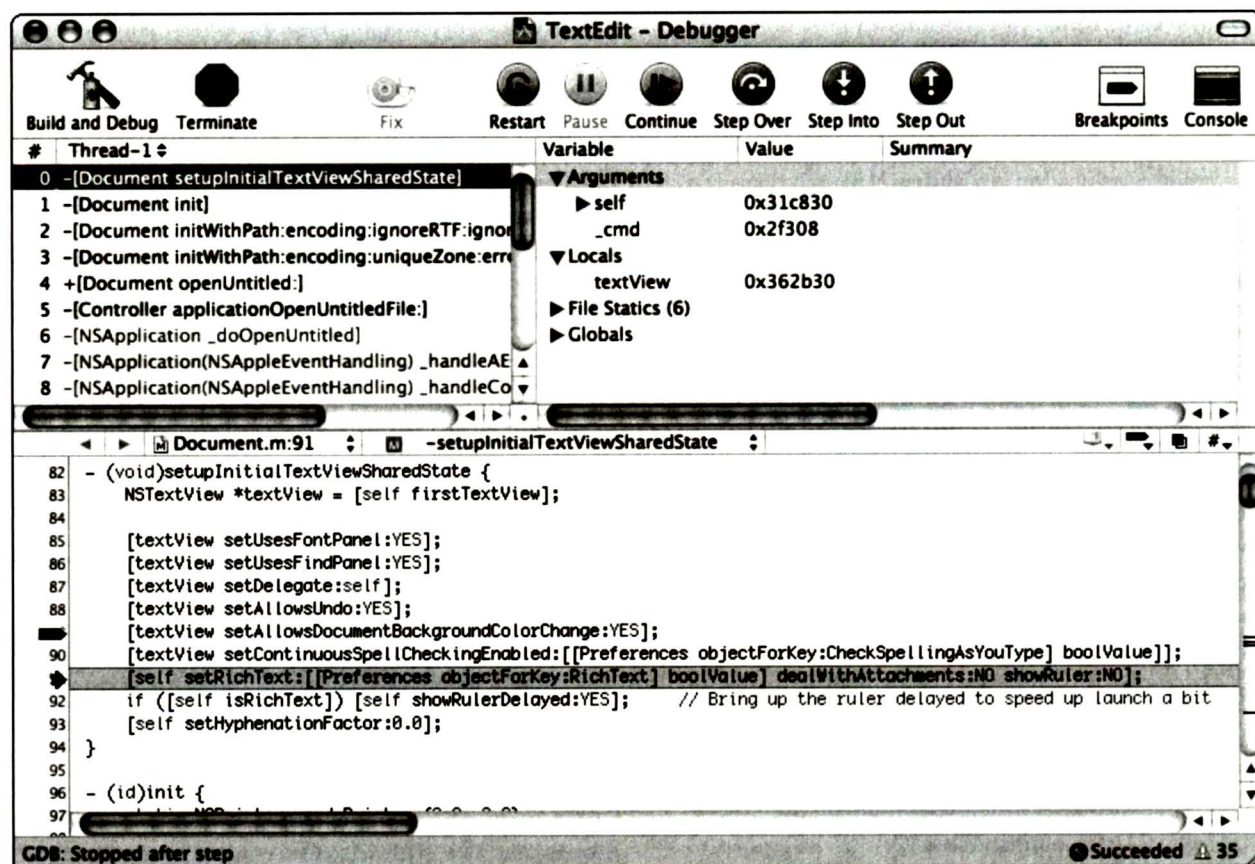 TextEdit – Debugger
Build and Debug Terminate Fix Restart Pause Continue Step Over Step Into Step Out Breakpoints Console
# Thread-1 Variable Value Summary
0 -[Document setupInitialTextViewSharedState]
1 -[Document init]
2 -[Document initWithPath:encoding:ignoreRTF:ignor
3 -[Document initWithPath:encoding:uniqueZone:erro
4 +[Document openUntitled:]
5 -[Controller applicationOpenUntitledFile:]
6 -[NSApplication _doOpenUntitled]
7 -[NSApplication(NSAppleEventHandling) _handleAE
8 -[NSApplication(NSAppleEventHandling) _handleCo
Arguments
self 0x31c830
_cmd 0x2f308
Locals
textView 0x362b30
File Statics (6)
Globals
Document.m:91 -setupInitialTextViewSharedState #
82 - (void)setupInitialTextViewSharedState {
83 NSTextView *textView = [self firstTextView];
84
85 [textView setUsesFontPanel:YES];
86 [textView setUsesFindPanel:YES];
87 [textView setDelegate:self];
88 [textView setAllowsUndo:YES];
[textView setAllowsDocumentBackgroundColorChange:YES];
90 [textView setContinuousSpellCheckingEnabled:[[Preferences objectForKey:CheckSpellingAsYouType] boolValue]];
[self setRichText:[[Preferences objectForKey:RichText] boolValue] dealWithAttachments:NO showRuler:NO];
92 if ([self isRichText]) [self showRulerDelayed:YES]; // Bring up the ruler delayed to speed up launch a bit
93 [self setHyphenationFactor:0.0];
94 }
95
96 - (id)init {
97
GDB: Stopped after step
Succeeded 35